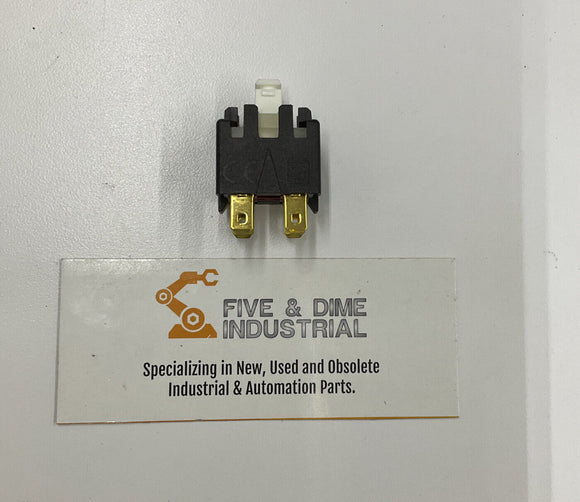 FIVE & DIME
INDUSTRIAL
Specializing in New, Used and Obsolete
Industrial & Automation Parts.